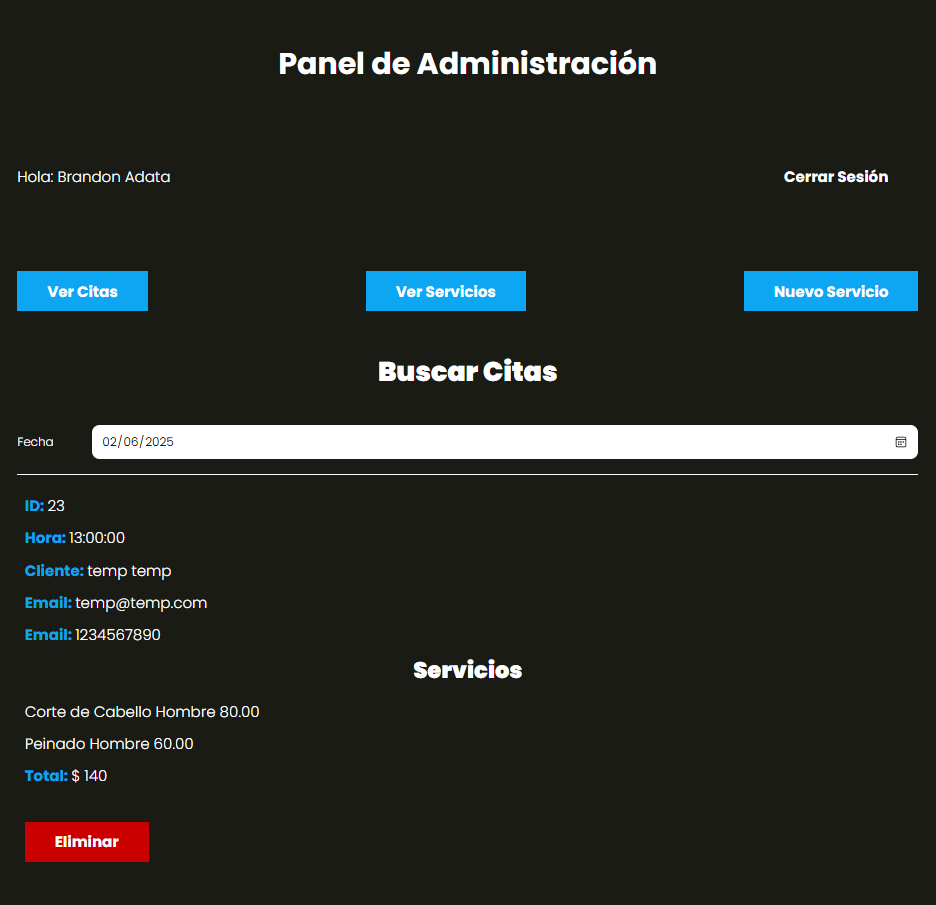 Panel de Administración
Hola: Brandon Adata
Cerrar Sesión
Ver Citas
Ver Servicios
Nuevo Servicio
Buscar Citas
Fecha
02/06/2025
ID: 23
Hora: 13:00:00
Cliente: temp temp
Email: temp@temp.com
Email: 1234567890
Servicios
Corte de Cabello Hombre 80.00
Peinado Hombre 60.00
Total: $ 140
Eliminar